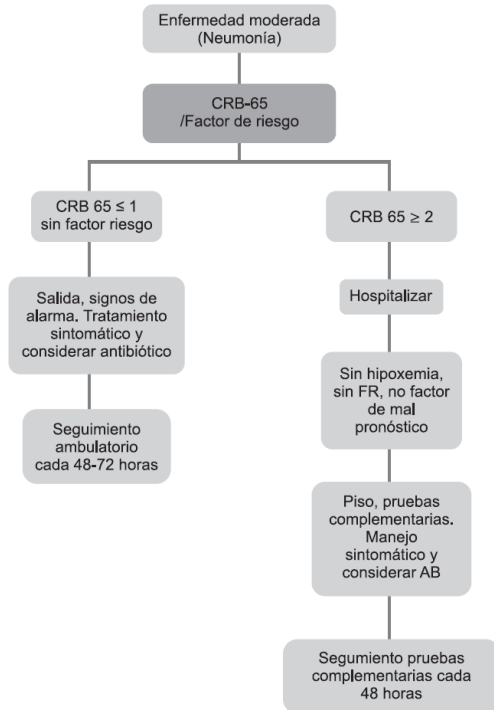 Enfermedad moderada
(Neumonía)
CRB-65
/Factor de riesgo
CRB 65 ≤ 1
sin factor riesgo
Salida, signos de
alarma. Tratamiento
sintomático y
considerar antibiótico
Seguimiento
ambulatorio
cada 48-72 horas
CRB 65 ≥ 2
Hospitalizar
Sin hipoxemia,
sin FR, no factor
de mal
pronóstico
Piso, pruebas
complementarias.
Manejo
sintomático y
considerar AB
Segumiento pruebas
complementarias cada
48 horas